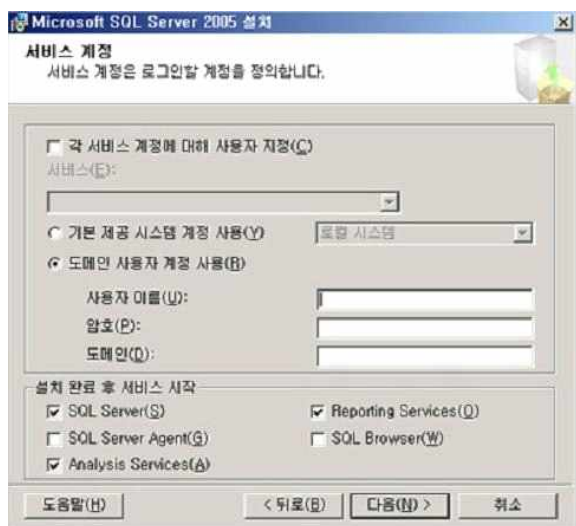 Microsoft SQL Server 2005 설치
서비스 계정
서비스 계정은 로그인할 계정을 정의합니다.
각 서비스 계정에 대해 사용자 지정(C)
서비스(E):
기본 제공 시스템 계정 사용(Y)
로컬 시스템
도메인 사용자 계정 사용(R)
사용자 이름(U):
암호(P):
도메인(D):
설치 완료 후 서비스 시작
SQL Server(S)
Reporting Services(O)
SQL Server Agent(G)
SQL Browser(W)
Analysis Services(A)
도움말(H)
< 뒤로(B)
다음(N) >
취소